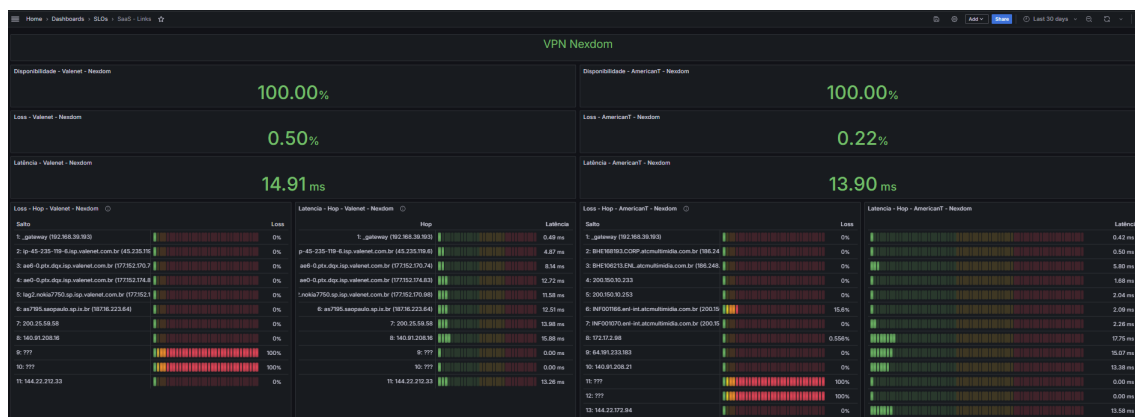 Home › Dashboards › SLOs › SaaS - Links
Add
Share
Last 30 days
VPN Nexdom
Disponibilidade - Valenet - Nexdom
100.00%
Disponibilidade - AmericanT - Nexdom
100.00%
Loss - Valenet - Nexdom
0.50%
Loss - AmericanT - Nexdom
0.22%
Latência - Valenet - Nexdom
14.91 ms
Latência - AmericanT - Nexdom
13.90 ms
Loss - Hop - Valenet - Nexdom
Salto Loss
1: _gateway (192.168.39.193) 0%
2: ip-45-235-119-6.isp.valenet.com.br (45.235.119. 0%
3: ae6-0.ptx.dqx.isp.valenet.com.br (177.152.170.7 0%
4: ae0-0.ptx.dqx.isp.valenet.com.br (177.152.174.8 0%
5: lag2.nokia7750.sp.isp.valenet.com.br (177.152.1 0%
6: as7195.saopaulo.sp.ix.br (187.16.223.64) 0%
7: 200.25.59.58 0%
8: 140.91.208.16 0%
9: ??? 100%
10: ??? 100%
11: 144.22.212.33 0%
Latencia - Hop - Valenet - Nexdom
Hop Latência
1: _gateway (192.168.39.193) 0.49 ms
p-45-235-119-6.isp.valenet.com.br (45.235.119.6) 4.87 ms
ae6-0.ptx.dqx.isp.valenet.com.br (177.152.170.74) 8.14 ms
ae0-0.ptx.dqx.isp.valenet.com.br (177.152.174.83) 12.72 ms
:.nokia7750.sp.isp.valenet.com.br (177.152.170.98) 11.58 ms
6: as7195.saopaulo.sp.ix.br (187.16.223.64) 12.51 ms
7: 200.25.59.58 13.98 ms
8: 140.91.208.16 15.88 ms
9: ??? 0.00 ms
10: ??? 0.00 ms
11: 144.22.212.33 13.26 ms
Loss - Hop - AmericanT - Nexdom
Salto Loss
1: _gateway (192.168.39.193) 0%
2: BHE168193.CORP.atcmultimidia.com.br (186.24 0%
3: BHE106213.ENL.atcmultimidia.com.br (186.248. 0%
4: 200.150.10.233 0%
5: 200.150.10.253 0%
6: INF001166.enl-int.atcmultimidia.com.br (200.15 15.6%
7: INF001070.enl-int.atcmultimidia.com.br (200.15 0%
8: 172.17.2.98 0.556%
9: 64.191.233.183 0%
10: 140.91.208.21 0%
11: ??? 100%
12: ??? 100%
13: 144.22.172.94 0%
Latencia - Hop - AmericanT - Nexdom
Latência
0.42 ms
0.50 ms
5.80 ms
1.68 ms
2.04 ms
2.09 ms
2.26 ms
17.75 ms
15.07 ms
13.38 ms
0.00 ms
0.00 ms
13.58 ms